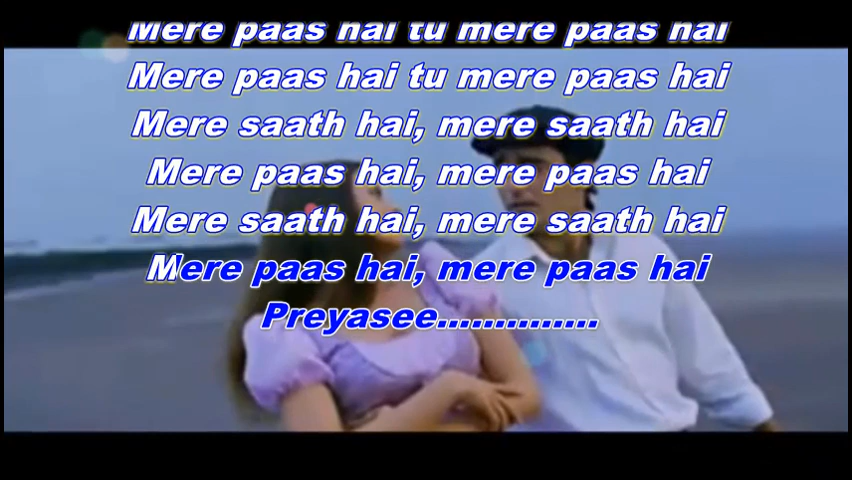 Mere paas hai tu mere paas hai
Mere paas hai tu mere paas hai
Mere saath hai, mere saath hai
Mere paas hai, mere paas hai
Mere saath hai, mere saath hai
Mere paas hai, mere paas hai
Preyasee..............